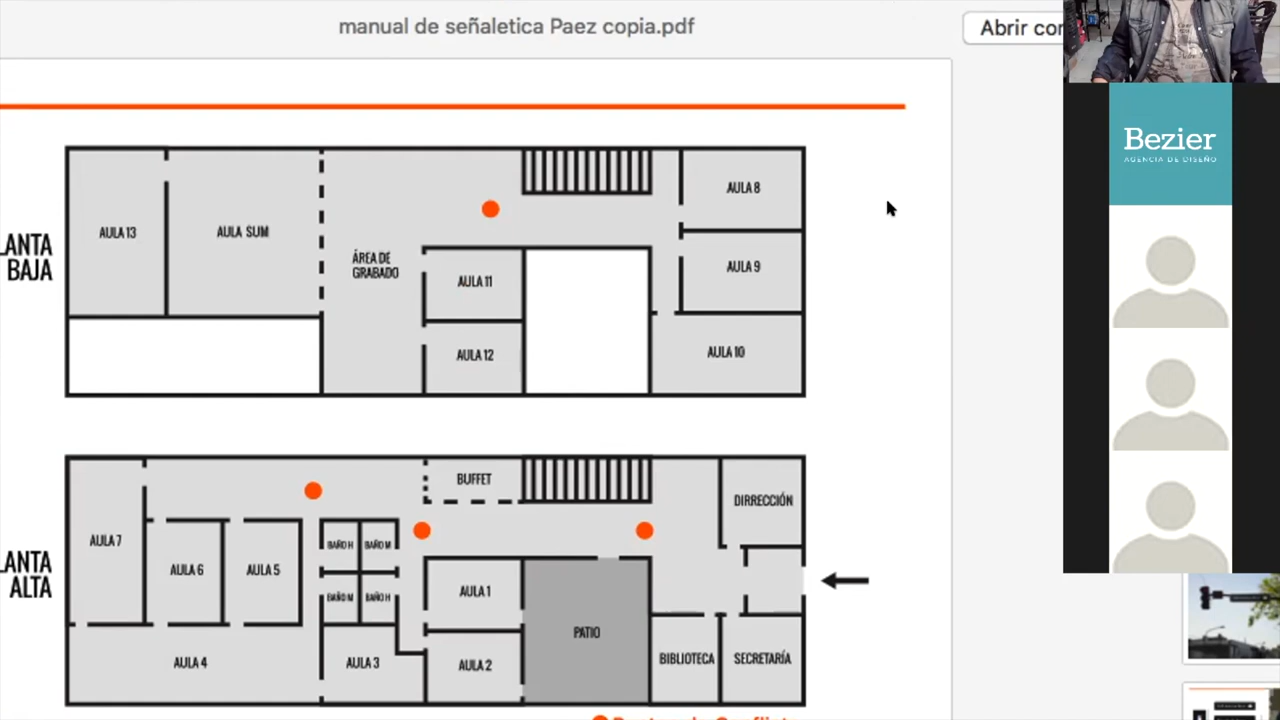 manual de señaletica Paez copia.pdf
Abrir con
Bezier
AGENCIA DE DISEÑO
AULA 8
AULA 13
AULA SUM
LANTA
BAJA
ÁREA DE
GRABADO
AULA 11
AULA 9
AULA 12
AULA 10
BUFFET
DIRRECCIÓN
AULA 7
BAÑO H
BAÑO M
LANTA
ALTA
AULA 6
AULA 5
AULA 1
BAÑO M
BAÑO H
PATIO
AULA 4
AULA 3
AULA 2
BIBLIOTECA
SECRETARÍA